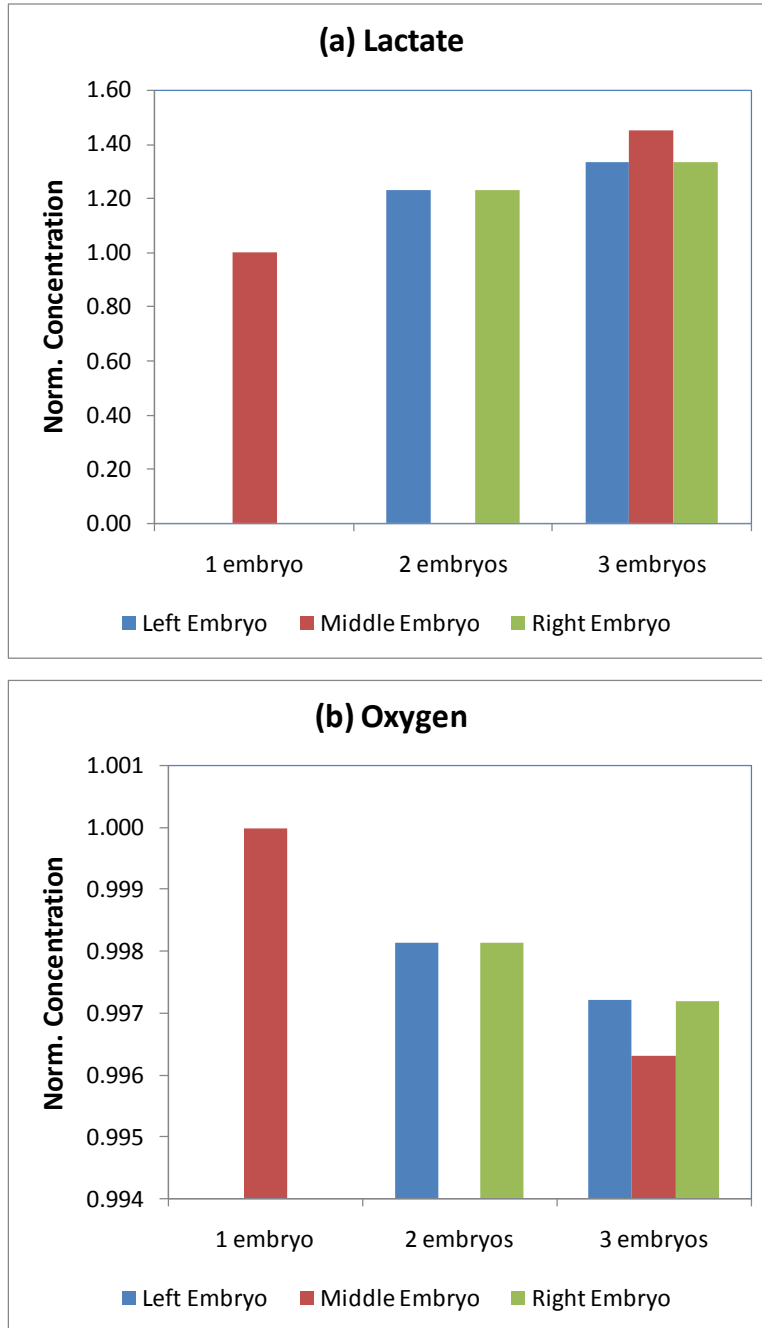 (a) Lactate
Norm. Concentration
1.60
1.40
1.20
1.00
0.80
0.60
0.40
0.20
0.00
1 embryo 2 embryos 3 embryos
Left Embryo Middle Embryo Right Embryo
(b) Oxygen
Norm. Concentration
1.001
1.000
0.999
0.998
0.997
0.996
0.995
0.994
1 embryo 2 embryos 3 embryos
Left Embryo Middle Embryo Right Embryo